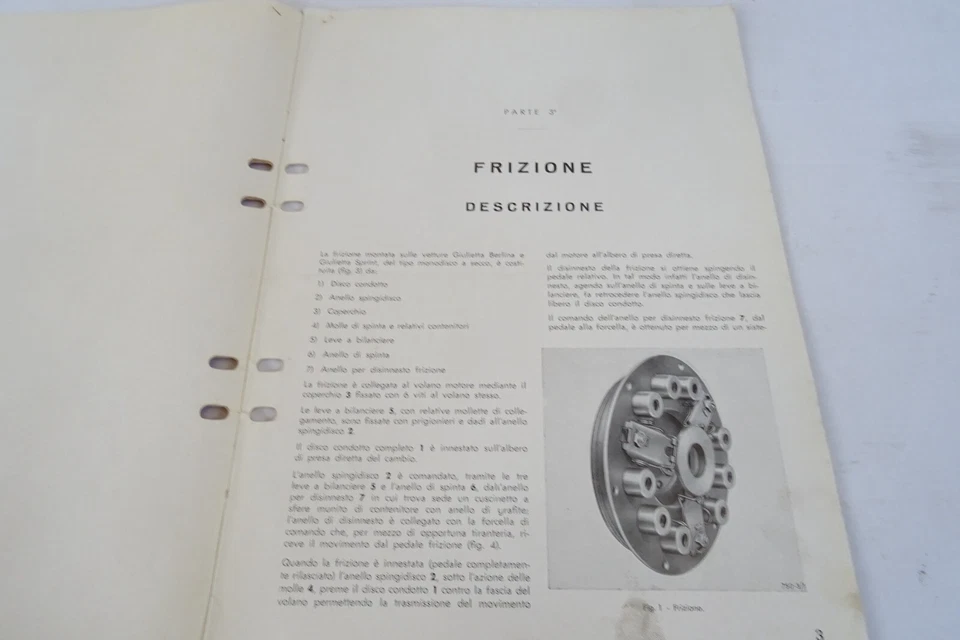 PARTE 3ª
FRIZIONE
DESCRIZIONE
La frizione montata sulle vetture Giulietta Berlina e
Giulietta Sprint, del tipo monodisco a secco, è costi-
tuita (fig. 3) da:
1) Disco condotto
2) Anello spingidisco
3) Coperchio
4) Molle di spinta e relativi contenitori
5) Leve a bilanciere
6) Anello di spinta
7) Anello per disinnesto frizione
La frizione è collegata al volano motore mediante il
coperchio 3 fissato con 6 viti al volano stesso.
Le leve a bilanciere 5, con relative mollette di colle-
gamento, sono fissate con prigionieri e dadi all'anello
spingidisco 2.
Il disco condotto completo 1 è innestato sull'albero
di presa diretta del cambio.
L'anello spingidisco 2 è comandato, tramite le tre
leve a bilanciere 5 e l'anello di spinta 6, dall'anello
per disinnesto 7 in cui trova sede un cuscinetto a
sfere munito di contenitore con anello di grafite;
l'anello di disinnesto è collegato con la forcella di
comando che, per mezzo di opportuna tiranteria, ri-
ceve il movimento dal pedale frizione (fig. 4).
Quando la frizione è innestata (pedale completamen-
te rilasciato) l'anello spingidisco 2, sotto l'azione delle
molle 4, preme il disco condotto 1 contro la fascia del
volano permettendo la trasmissione del movimento
dal motore all'albero di presa diretta.
Il disinnesto della frizione si ottiene spingendo il
pedale relativo. In tal modo infatti l'anello di disin-
nesto, agendo sull'anello di spinta e sulle leve a bi-
lanciere, fa retrocedere l'anello spingidisco che lascia
libero il disco condotto.
Il comando dell'anello per disinnesto frizione 7, dal
pedale alla forcella, è ottenuto per mezzo di un siste-
Fig. 1 - Frizione.
3